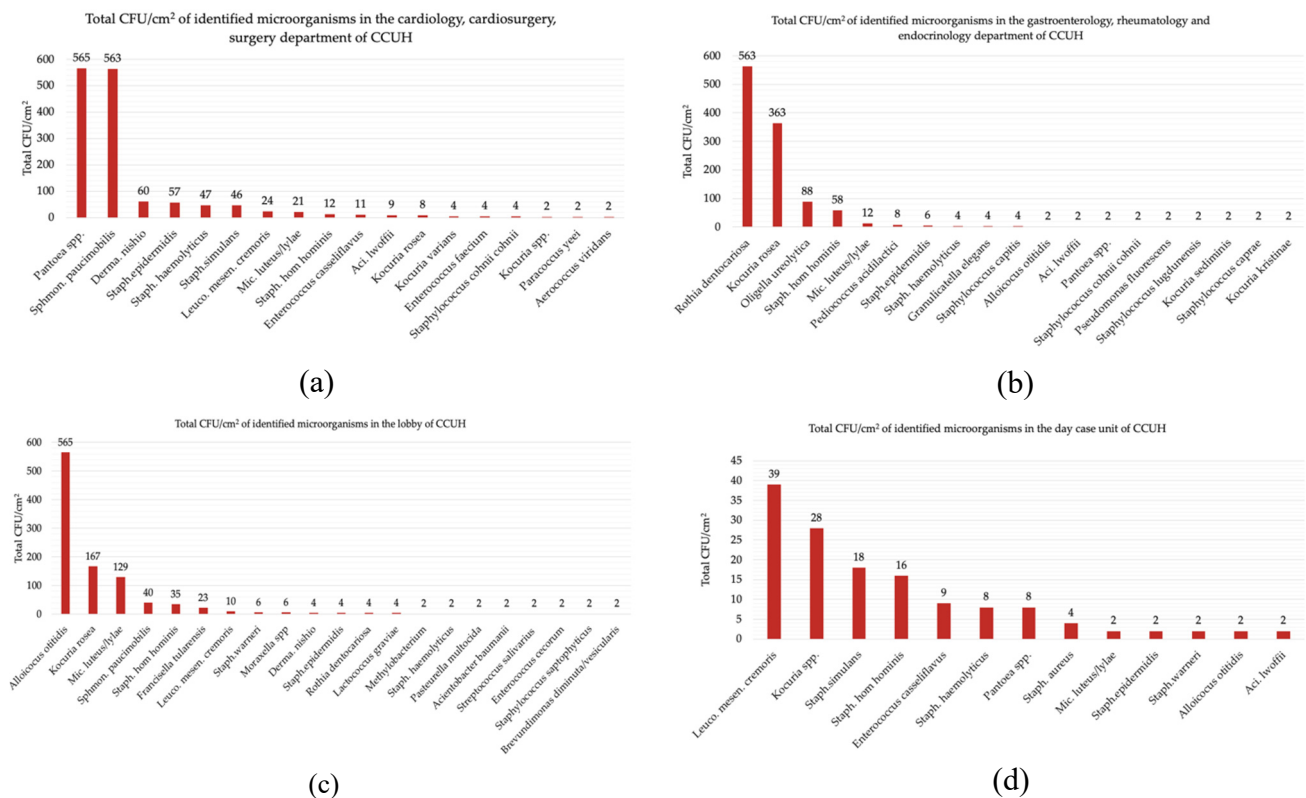 Total CFU/cm² of identified microorganisms in the cardiology, cardiosurgery,
surgery department of CCUH
Total CFU/cm²
600
500
400
300
200
100
0
565
563
60
57
47
46
24
21
12
11
9
8
4
4
4
2
2
2
Pantoea spp.
Sphmon. paucimobilis
Derma. nishio
Staph.epidermidis
Staph. haemolyticus
Staph.simulans
Leuco. mesen. cremoris
Mic. luteus/lylae
Staph. hom hominis
Enterococcus casseliflavus
Aci. lwoffii
Kocuria rosea
Kocuria varians
Enterococcus faecium
Staphylococcus cohnii cohnii
Kocuria spp.
Paracoccus yeei
Aerococcus viridans
(a)
Total CFU/cm² of identified microorganisms in the gastroenterology, rheumatology and
endocrinology department of CCUH
Total CFU/cm²
600
500
400
300
200
100
0
563
363
88
58
12
8
6
4
4
4
2
2
2
2
2
2
2
2
2
Rothia dentocariosa
Kocuria rosea
Oligella ureolytica
Staph. hom hominis
Mic. luteus/lylae
Pediococcus acidilactici
Staph.epidermidis
Staph. haemolyticus
Granulicatella elegans
Staphylococcus capitis
Alloicoccus otitidis
Aci. lwoffii
Pantoea spp.
Staphylococcus cohnii cohnii
Pseudomonas fluorescens
Staphylococcus lugdunensis
Kocuria sediminis
Staphylococcus caprae
Kocuria kristinae
(b)
Total CFU/cm² of identified microorganisms in the lobby of CCUH
Total CFU/cm²
600
500
400
300
200
100
0
565
167
129
40
35
23
10
6
6
4
4
4
4
2
2
2
2
2
2
2
2
Alloicocus otitidis
Kocuria rosea
Mic. luteus/lylae
Sphmon. paucimobilis
Staph. hom hominis
Francisella tularensis
Leuco. mesen. cremoris
Staph.warneri
Moraxella spp
Derma. nishio
Staph.epidermidis
Rothia dentocariosa
Lactococcus graviae
Methylobacterium
Staph. haemolyticus
Pasteurella multocida
Acientobacter baumanii
Streptococcus salivarius
Enterococcus cecorum
Staphylococcus saptophyticus
Brevundimonas diminuta/vesicularis
(c)
Total CFU/cm² of identified microorganisms in the day case unit of CCUH
Total CFU/cm²
45
40
35
30
25
20
15
10
5
0
39
28
18
16
9
8
8
4
2
2
2
2
2
Leuco. mesen. cremoris
Kocuria spp.
Staph.simulans
Staph. hom hominis
Enterococcus casseliflavus
Staph. haemolyticus
Pantoea spp.
Staph. aureus
Mic. luteus/lylae
Staph.epidermidis
Staph.warneri
Alloicocus otitidis
Aci. lwoffii
(d)